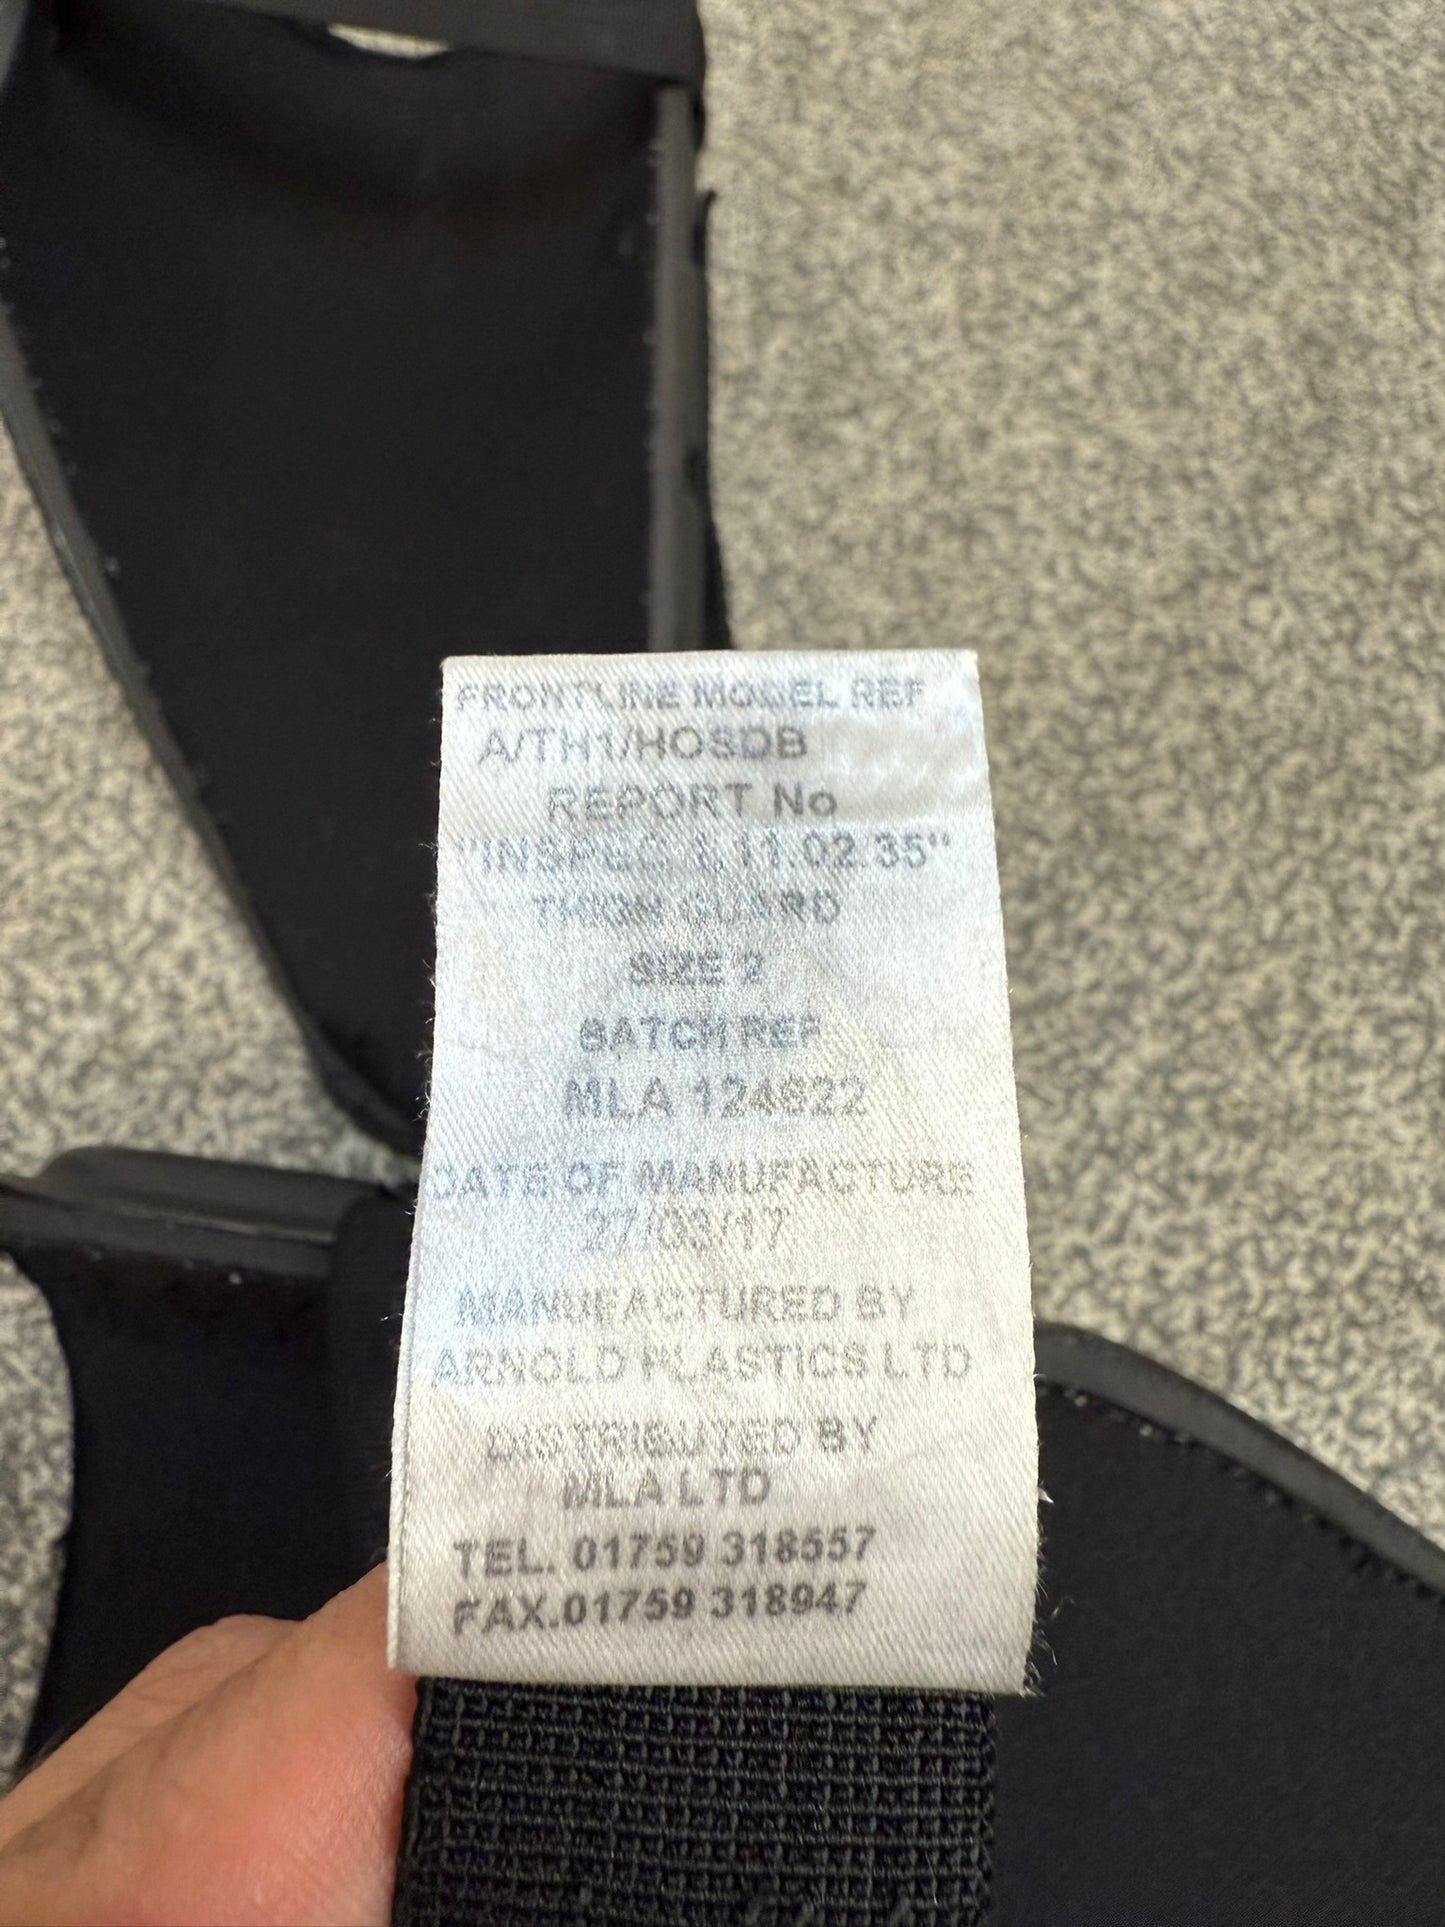 FRONTLINE MODEL REF
A/TH1/HOSDB
REPORT No
"INSPEC 1.11.02.35"
THIGH GUARD
SIZE 2
BATCH REF
MLA 124622
DATE OF MANUFACTURE
27/03/17
MANUFACTURED BY
ARNOLD PLASTICS LTD
DISTRIBUTED BY
MLA LTD
TEL. 01759 318557
FAX.01759 318947